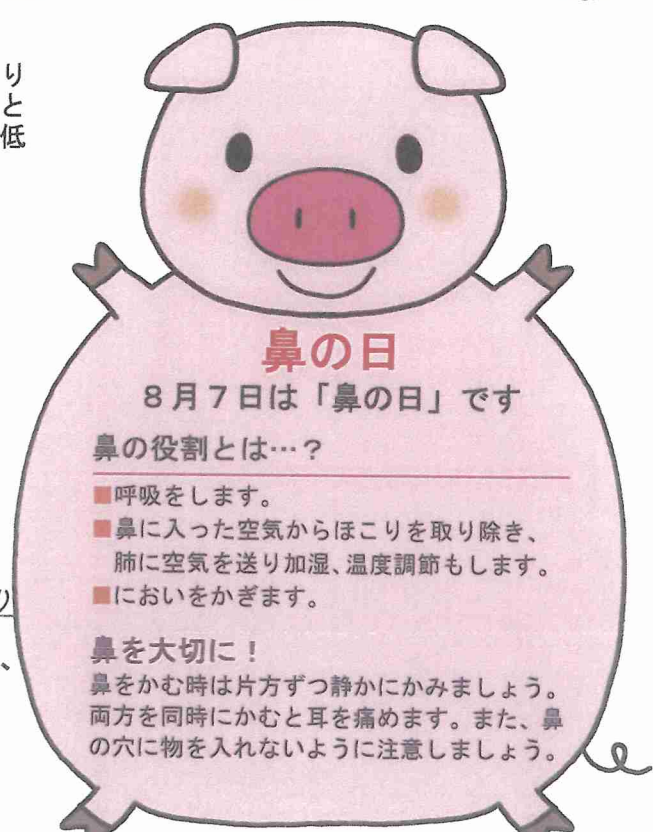 りと低
鼻の日
8月7日は「鼻の日」です
鼻の役割とは…?
■呼吸をします。
■鼻に入った空気からほこりを取り除き、
肺に空気を送り加湿、温度調節もします。
■においをかぎます。
鼻を大切に!
鼻をかむ時は片方ずつ静かにかみましょう。
両方を同時にかむと耳を痛めます。また、鼻
の穴に物を入れないように注意しましょう。